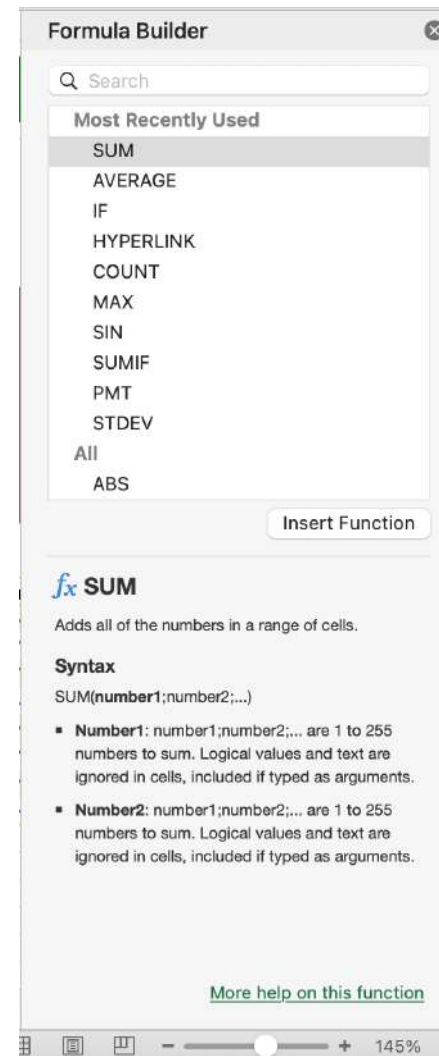 Formula Builder
Search
Most Recently Used
SUM
AVERAGE
IF
HYPERLINK
COUNT
MAX
SIN
SUMIF
PMT
STDEV
All
ABS
Insert Function
fx SUM
Adds all of the numbers in a range of cells.
Syntax
SUM(number1;number2;...)
▪ Number1: number1;number2;... are 1 to 255
numbers to sum. Logical values and text are
ignored in cells, included if typed as arguments.
▪ Number2: number1;number2;... are 1 to 255
numbers to sum. Logical values and text are
ignored in cells, included if typed as arguments.
More help on this function
− + 145%